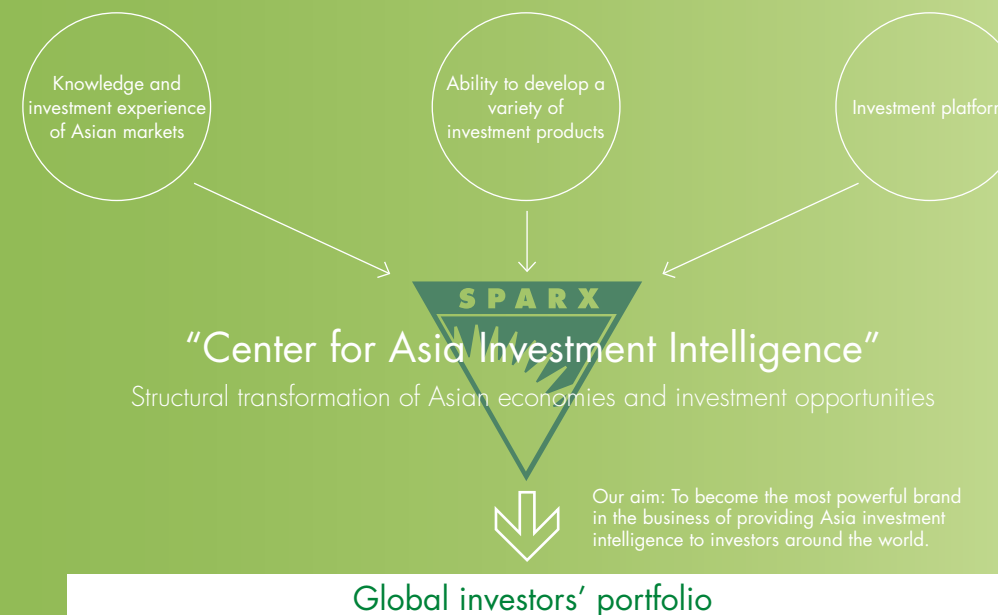 Knowledge and
investment experience
of Asian markets
Ability to develop a
variety of
investment products
Investment platform
SPARX
“Center for Asia Investment Intelligence”
Structural transformation of Asian economies and investment opportunities
Our aim: To become the most powerful brand
in the business of providing Asia investment
intelligence to investors around the world.
Global investors’ portfolio